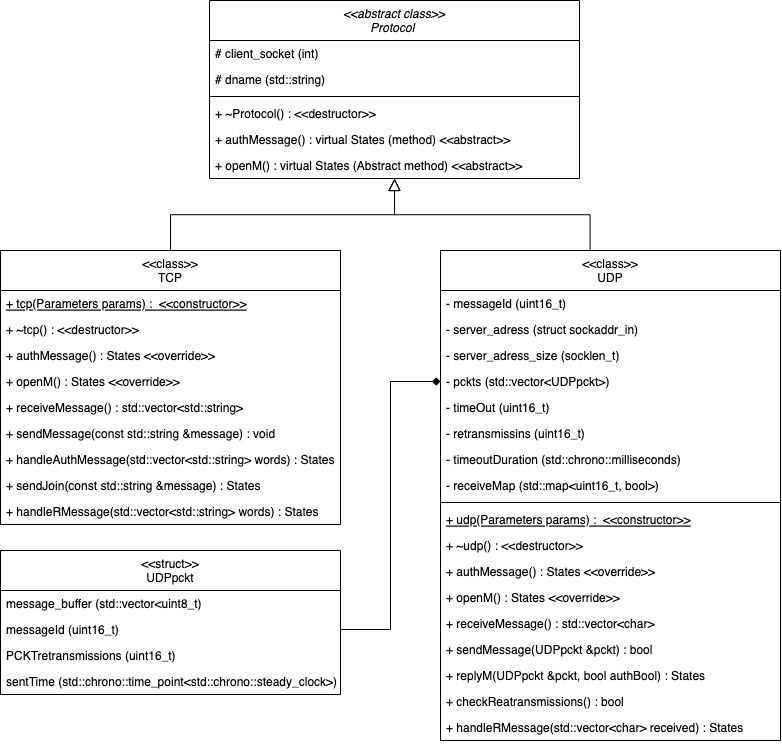 <<abstract class>>
Protocol
# client_socket (int)
# dname (std::string)
+ ~Protocol() : <<destructor>>
+ authMessage() : virtual States (method) <<abstract>>
+ openM() : virtual States (Abstract method) <<abstract>>
<<class>>
TCP
+ tcp(Parameters params) :  <<constructor>>
+ ~tcp() : <<destructor>>
+ authMessage() : States <<override>>
+ openM() : States <<override>>
+ receiveMessage() : std::vector<std::string>
+ sendMessage(const std::string &message) : void
+ handleAuthMessage(std::vector<std::string> words) : States
+ sendJoin(const std::string &message) : States
+ handleRMessage(std::vector<std::string> words) : States
<<struct>>
UDPpckt
message_buffer (std::vector<uint8_t)
messageId (uint16_t)
PCKTretransmissions (uint16_t)
sentTime (std::chrono::time_point<std::chrono::steady_clock>)
<<class>>
UDP
- messageId (uint16_t)
- server_adress (struct sockaddr_in)
- server_adress_size (socklen_t)
- pckts (std::vector<UDPpckt>)
- timeOut (uint16_t)
- retransmissins (uint16_t)
- timeoutDuration (std::chrono::milliseconds)
- receiveMap (std::map<uint16_t, bool>)
+ udp(Parameters params) :  <<constructor>>
+ ~udp() : <<destructor>>
+ authMessage() : States <<override>>
+ openM() : States <<override>>
+ receiveMessage() : std::vector<char>
+ sendMessage(UDPpckt &pckt) : bool
+ replyM(UDPpckt &pckt, bool authBool) : States
+ checkReatransmissions() : bool
+ handleRMessage(std::vector<char> received) : States